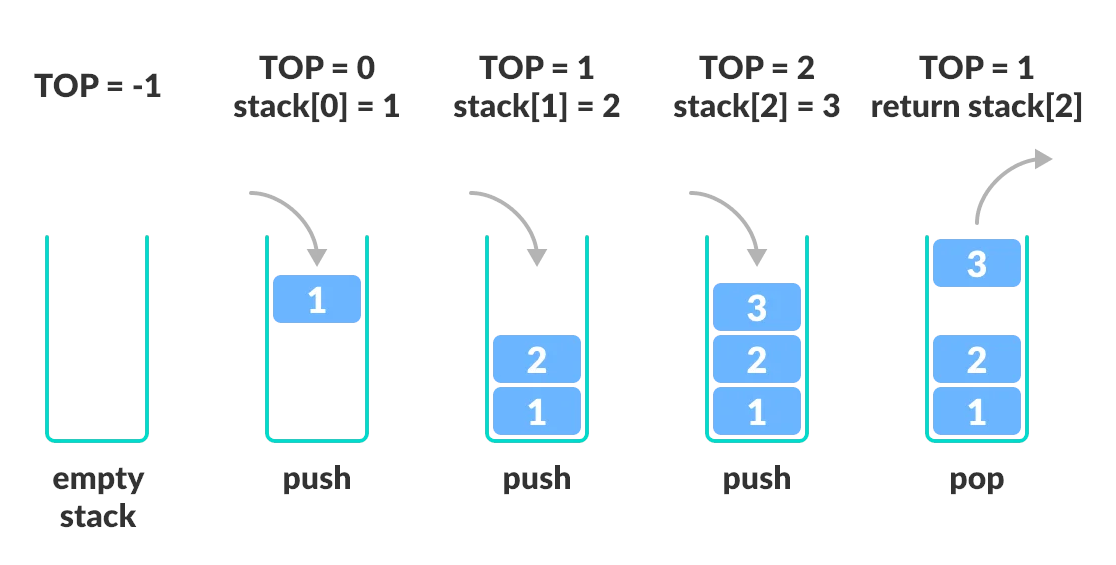 TOP = -1
TOP = 0
stack[0] = 1
TOP = 1
stack[1] = 2
TOP = 2
stack[2] = 3
TOP = 1
return stack[2]
1
2
1
3
2
1
3
2
1
empty
stack
push
push
push
pop